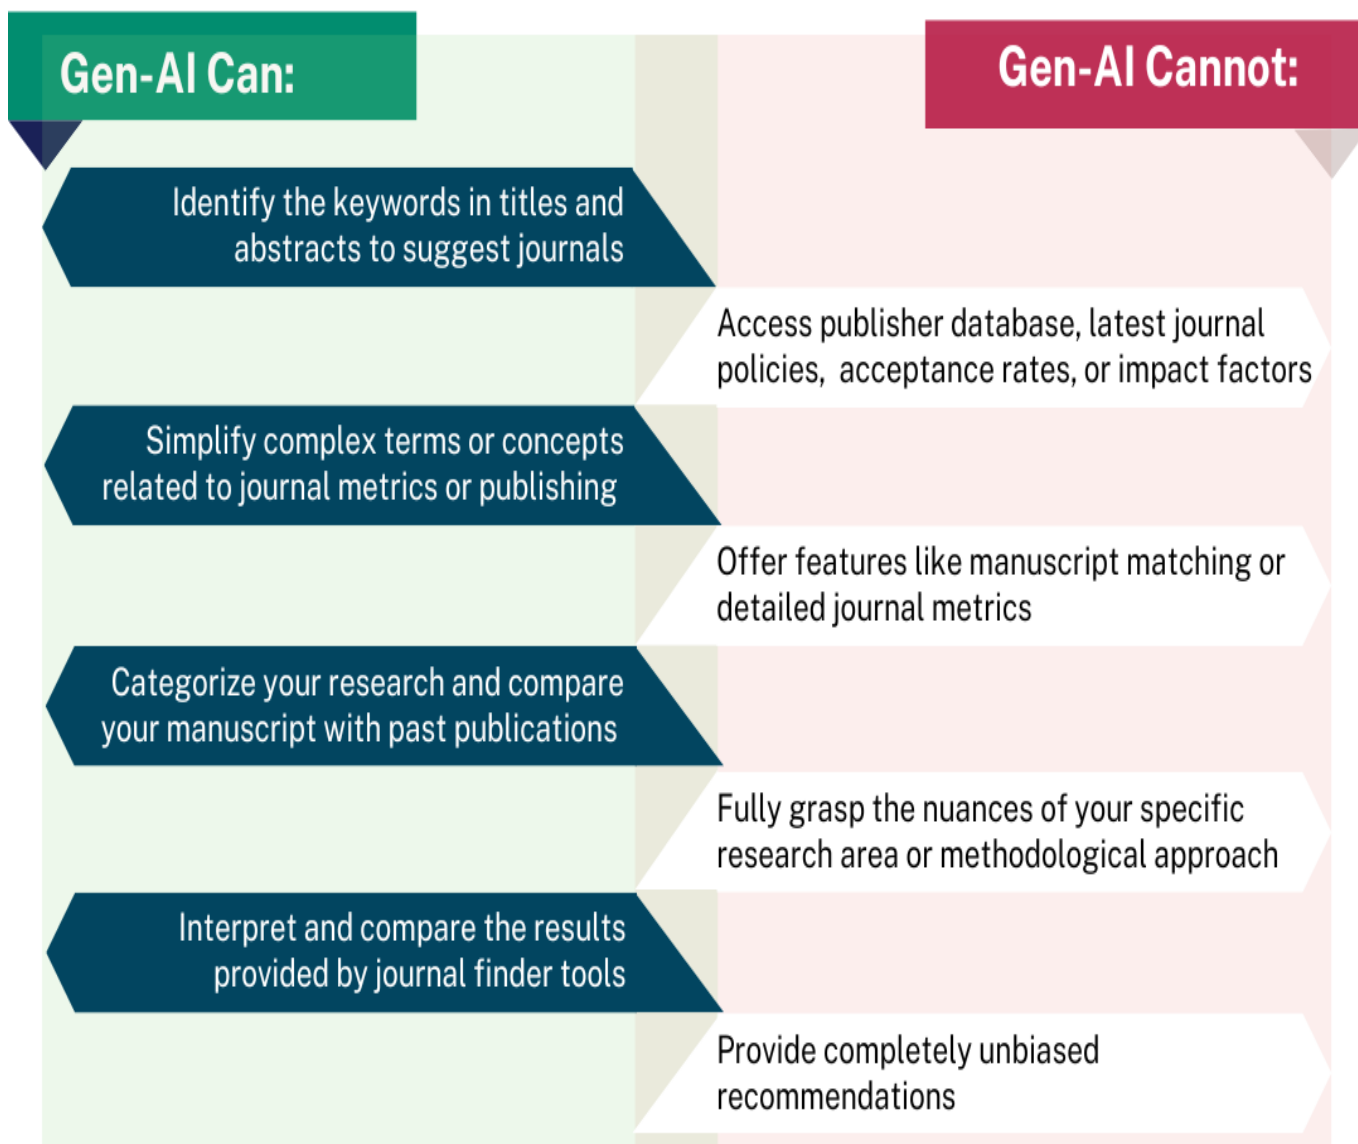 Gen-AI Can:
Gen-AI Cannot:
Identify the keywords in titles and
abstracts to suggest journals
Access publisher database, latest journal
policies,  acceptance rates, or impact factors
Simplify complex terms or concepts
related to journal metrics or publishing
Offer features like manuscript matching or
detailed journal metrics
Categorize your research and compare
your manuscript with past publications
Fully grasp the nuances of your specific
research area or methodological approach
Interpret and compare the results
provided by journal finder tools
Provide completely unbiased
recommendations